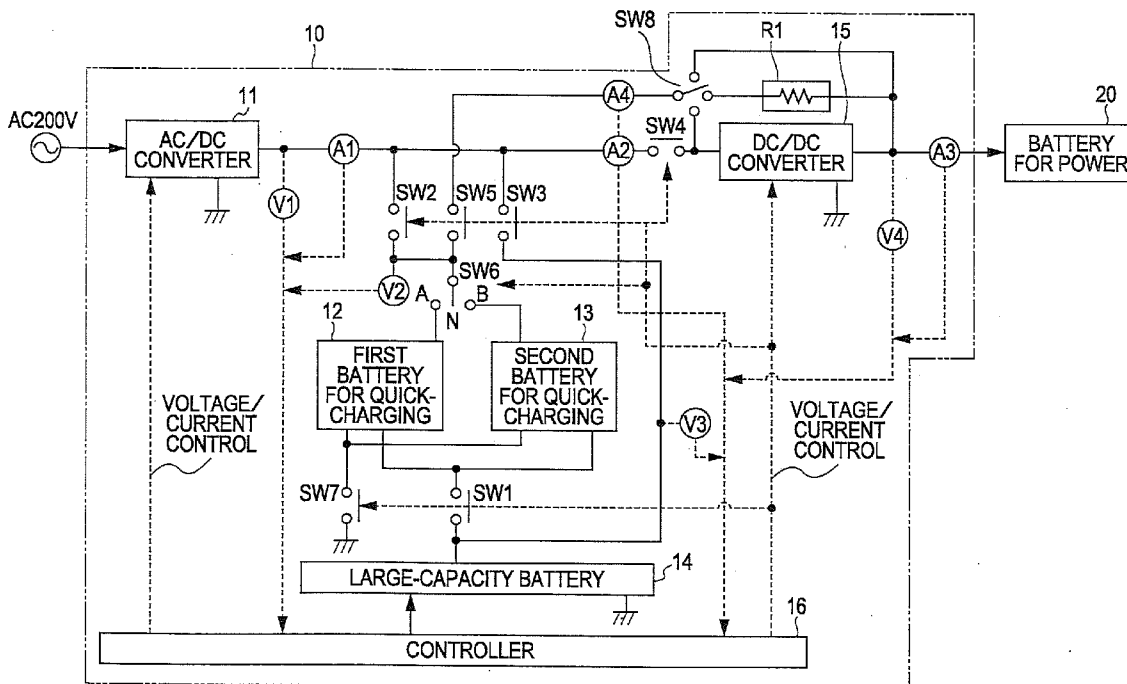 10
SW8
R1
15
AC200V
11
AC/DC
CONVERTER
A1
A4
A2
SW4
DC/DC
CONVERTER
A3
20
BATTERY
FOR POWER
V1
SW2
SW5
SW3
V4
V2
SW6
A
B
N
12
13
FIRST
BATTERY
FOR QUICK-
CHARGING
SECOND
BATTERY
FOR QUICK-
CHARGING
VOLTAGE/
CURRENT
CONTROL
V3
VOLTAGE/
CURRENT
CONTROL
SW7
SW1
14
LARGE-CAPACITY BATTERY
16
CONTROLLER